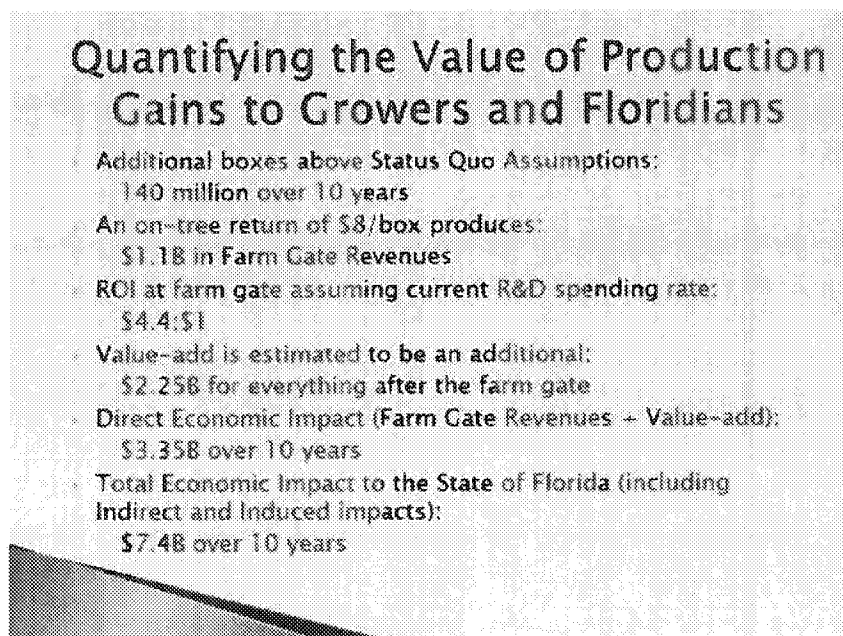 Quantifying the Value of Production
Gains to Growers and Floridians
Additional boxes above Status Quo Assumptions:
140 million over 10 years
An on-tree return of $8/box produces:
$1.1B in Farm Gate Revenues
ROI at farm gate assuming current R&D spending rate:
$4.4:$1
Value-add is estimated to be an additional:
$2.25B for everything after the farm gate
Direct Economic Impact (Farm Gate Revenues + Value-add):
$3.35B over 10 years
Total Economic Impact to the State of Florida (including
Indirect and Induced impacts):
$7.4B over 10 years